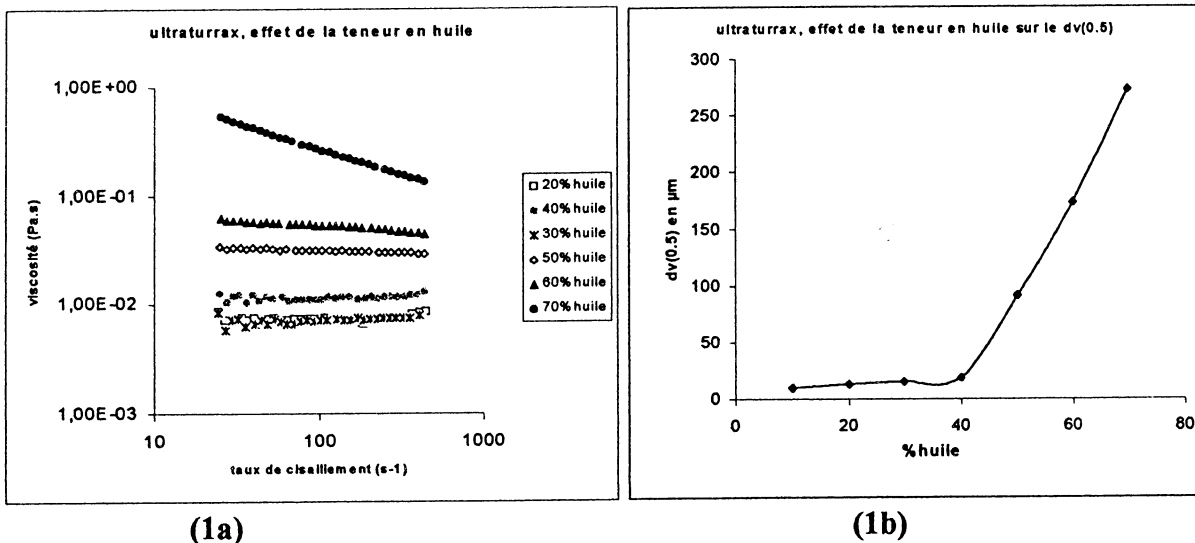 ultraturrax, effet de la teneur en huile
1,00E+00
1,00E-01
1,00E-02
1,00E-03
viscosité (Pa.s)
10
100
1000
taux de cisaillement (s-1)
20% huile
40% huile
30% huile
50% huile
60% huile
70% huile
(1a)
ultraturrax, effet de la teneur en huile sur le dv(0.5)
300
250
200
150
100
50
0
dv(0.5) en µm
0
20
40
60
80
% huile
(1b)